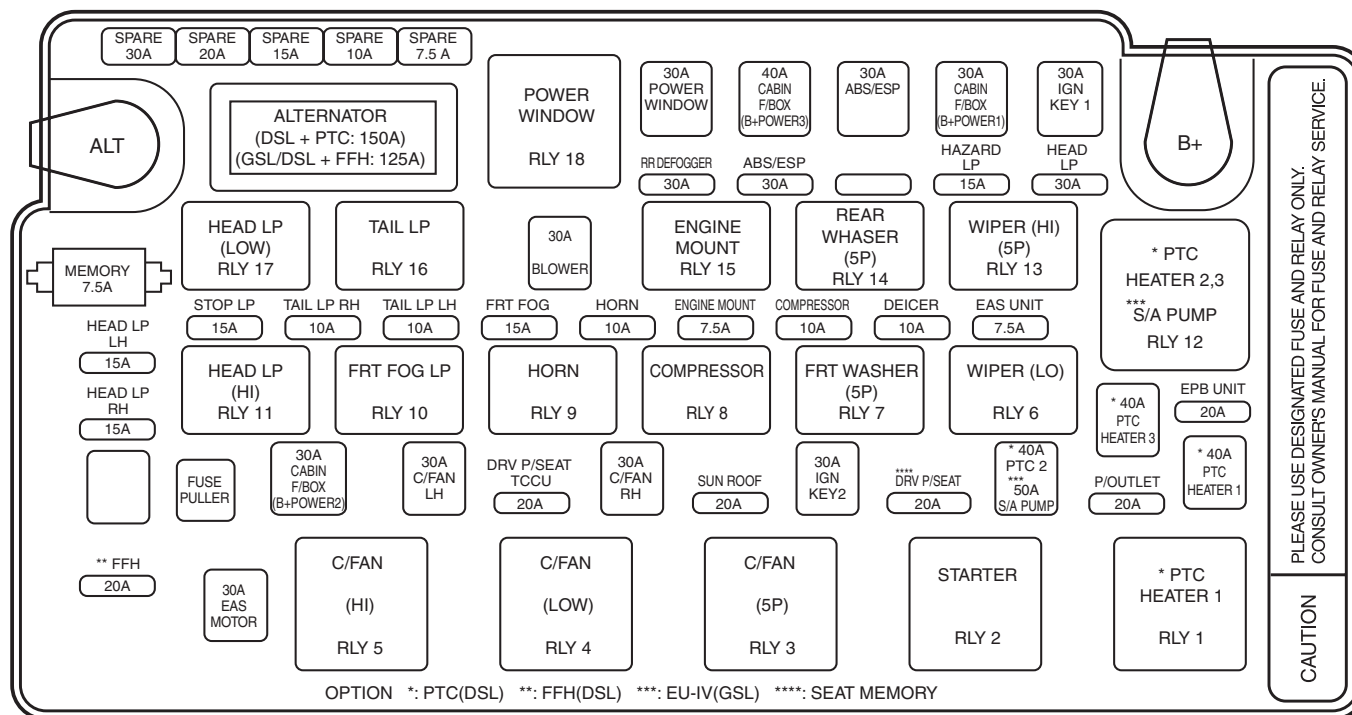 SPARE
30A
SPARE
20A
SPARE
15A
SPARE
10A
SPARE
7.5 A
ALT
ALTERNATOR
(DSL + PTC: 150A)
(GSL/DSL + FFH: 125A)
POWER
WINDOW
RLY 18
30A
POWER
WINDOW
40A
CABIN
F/BOX
(B+POWER3)
30A
ABS/ESP
30A
CABIN
F/BOX
(B+POWER1)
30A
IGN
KEY 1
B+
RR DEFOGGER
30A
ABS/ESP
30A
HAZARD
LP
15A
HEAD
LP
30A
MEMORY
7.5A
HEAD LP
(LOW)
RLY 17
TAIL LP
RLY 16
30A
BLOWER
ENGINE
MOUNT
RLY 15
REAR
WHASER
(5P)
RLY 14
WIPER (HI)
(5P)
RLY 13
* PTC
HEATER 2,3
***
S/A PUMP
RLY 12
STOP LP
15A
TAIL LP RH
10A
TAIL LP LH
10A
FRT FOG
15A
HORN
10A
ENGINE MOUNT
7.5A
COMPRESSOR
10A
DEICER
10A
EAS UNIT
7.5A
HEAD LP
LH
15A
HEAD LP
RH
15A
HEAD LP
(HI)
RLY 11
FRT FOG LP
RLY 10
HORN
RLY 9
COMPRESSOR
RLY 8
FRT WASHER
(5P)
RLY 7
WIPER (LO)
RLY 6
* 40A
PTC
HEATER 3
EPB UNIT
20A
FUSE
PULLER
30A
CABIN
F/BOX
(B+POWER2)
30A
C/FAN
LH
DRV P/SEAT
TCCU
20A
30A
C/FAN
RH
SUN ROOF
20A
30A
IGN
KEY2
****
DRV P/SEAT
20A
* 40A
PTC 2
***
50A
S/A PUMP
P/OUTLET
20A
* 40A
PTC
HEATER 1
** FFH
20A
30A
EAS
MOTOR
C/FAN
(HI)
RLY 5
C/FAN
(LOW)
RLY 4
C/FAN
(5P)
RLY 3
STARTER
RLY 2
* PTC
HEATER 1
RLY 1
OPTION *: PTC(DSL) **: FFH(DSL) ***: EU-IV(GSL) ****: SEAT MEMORY
CAUTION
PLEASE USE DESIGNATED FUSE AND RELAY ONLY.
CONSULT OWNER'S MANUAL FOR FUSE AND RELAY SERVICE.